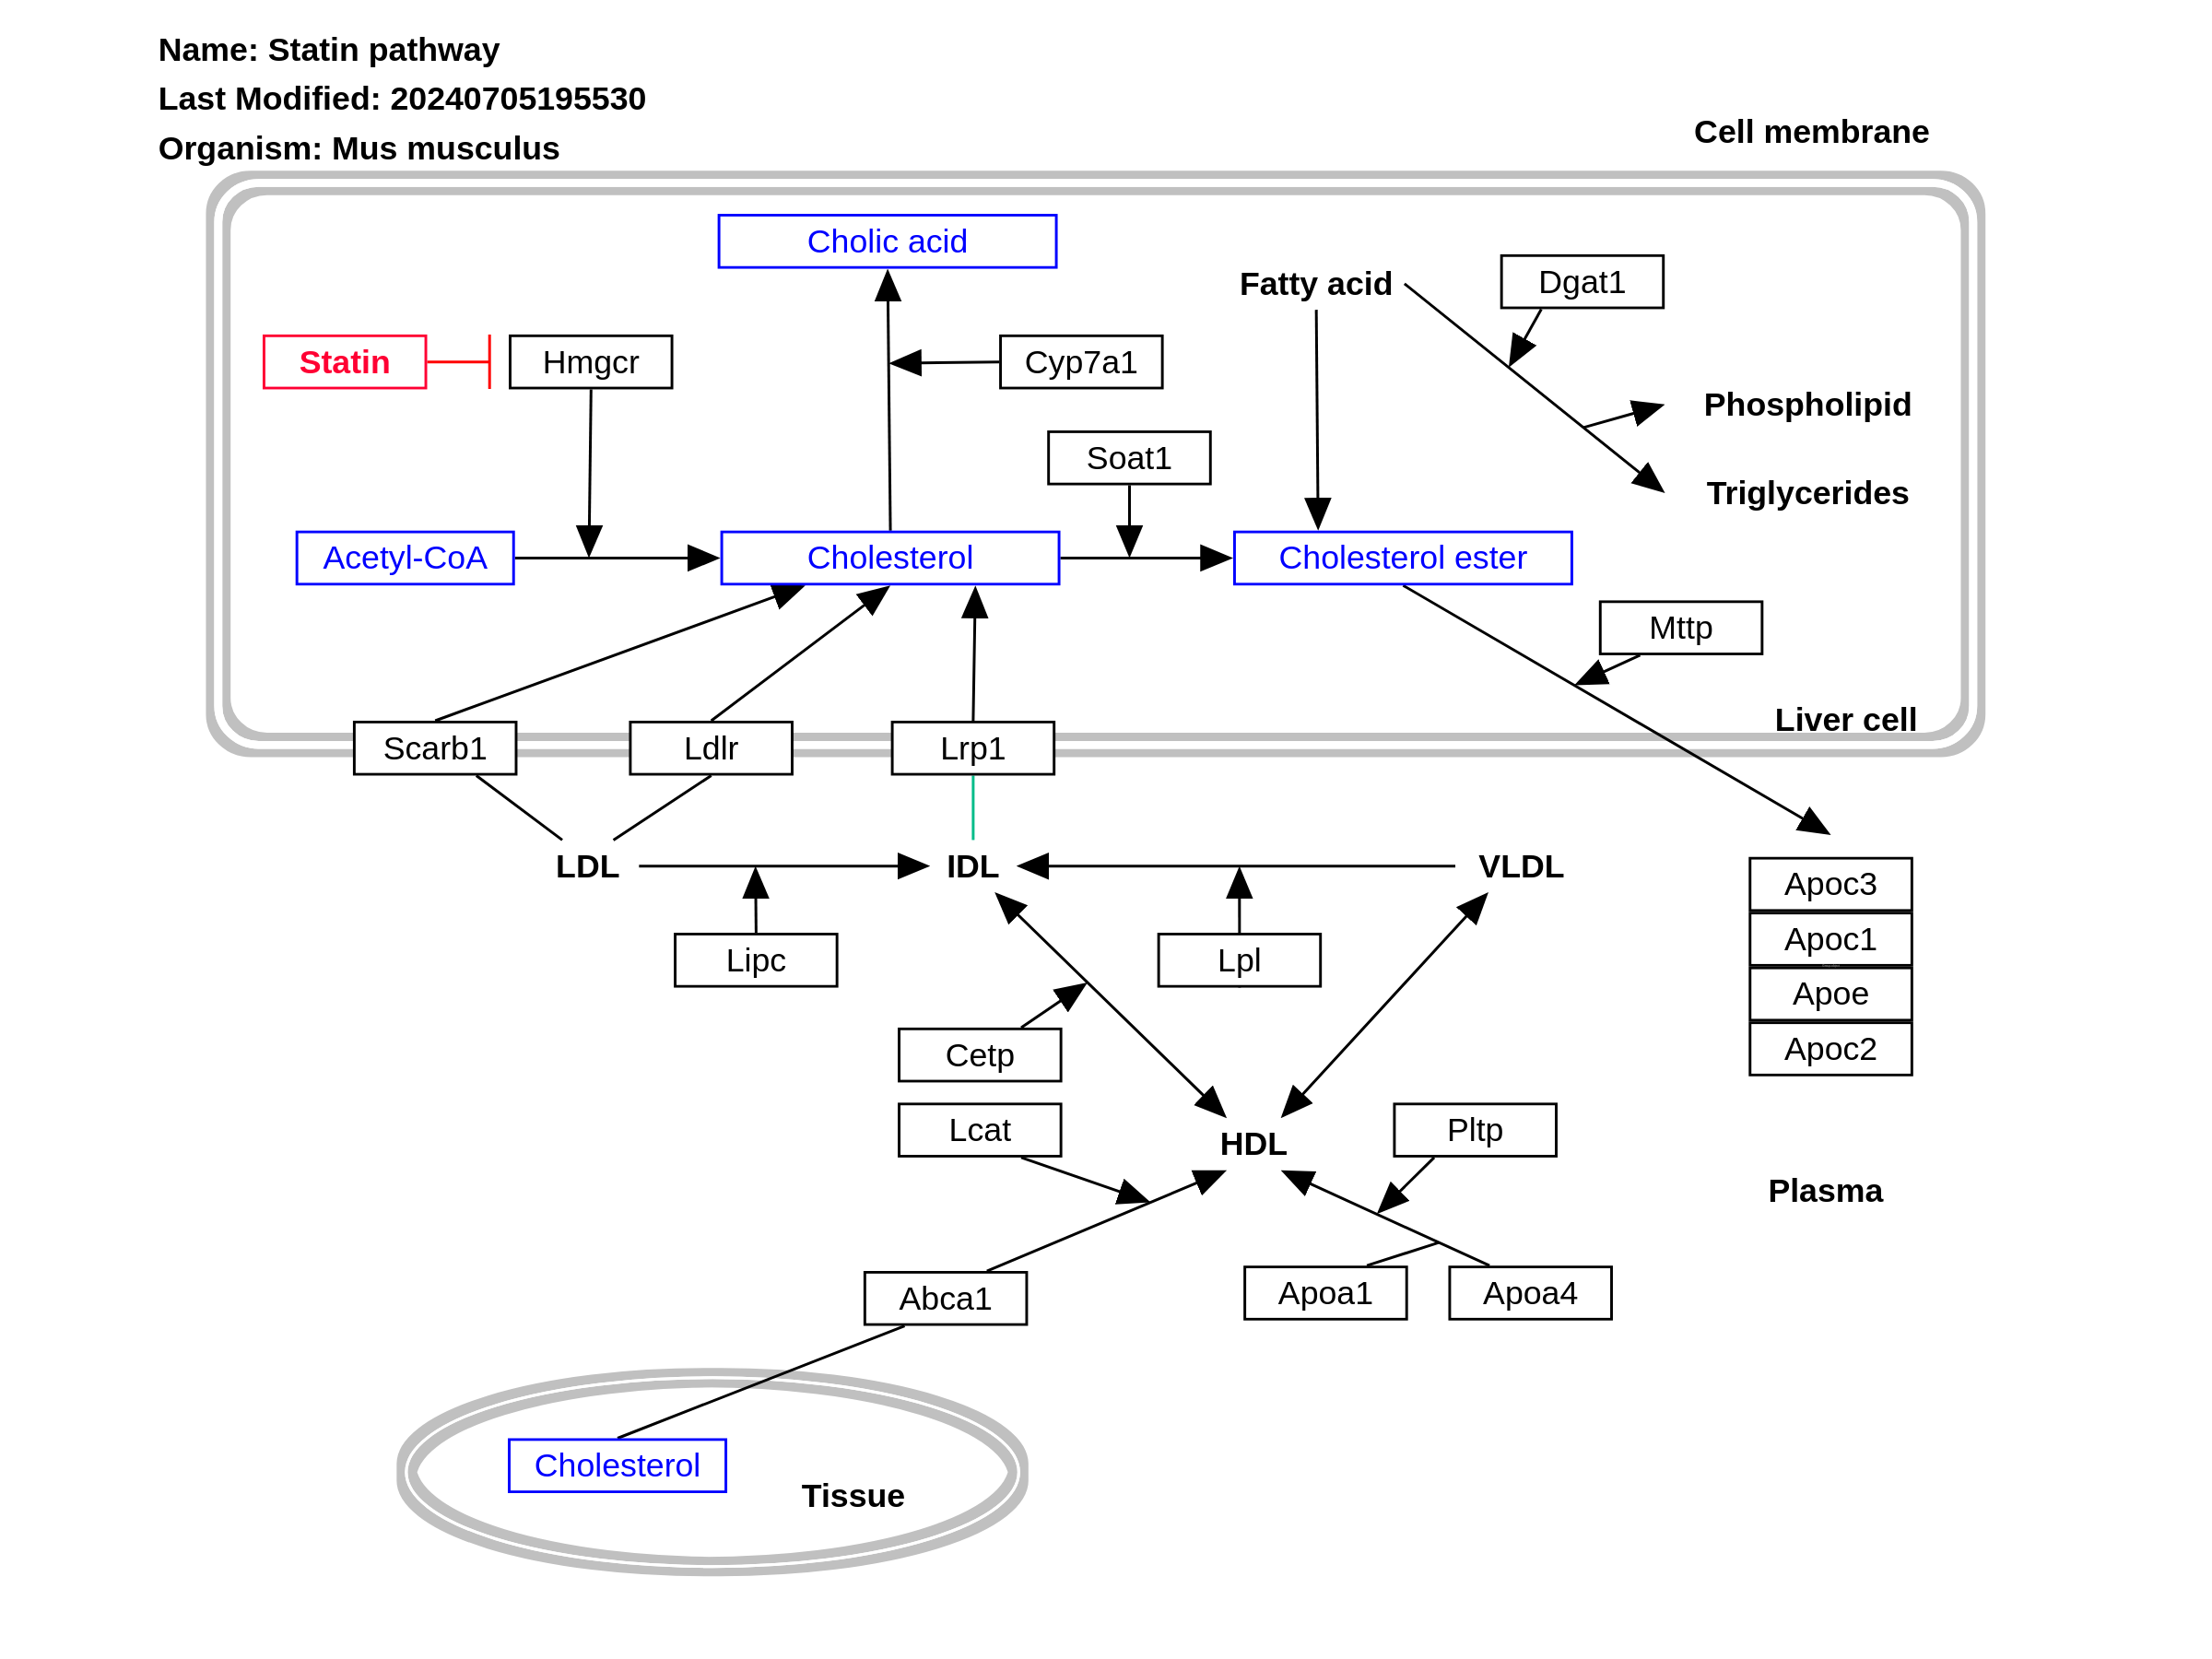 Name: Statin pathway
Last Modified: 20240705195530
Organism: Mus musculus
Cell membrane
Cholic acid
Fatty acid
Dgat1
Statin
Hmgcr
Cyp7a1
Phospholipid
Soat1
Triglycerides
Acetyl-CoA
Cholesterol
Cholesterol ester
Mttp
Liver cell
Scarb1
Ldlr
Lrp1
LDL
IDL
VLDL
Apoc3
Apoc1
Apoe
Apoc2
Lipc
Lpl
Cetp
Lcat
HDL
Pltp
Plasma
Abca1
Apoa1
Apoa4
Cholesterol
Tissue